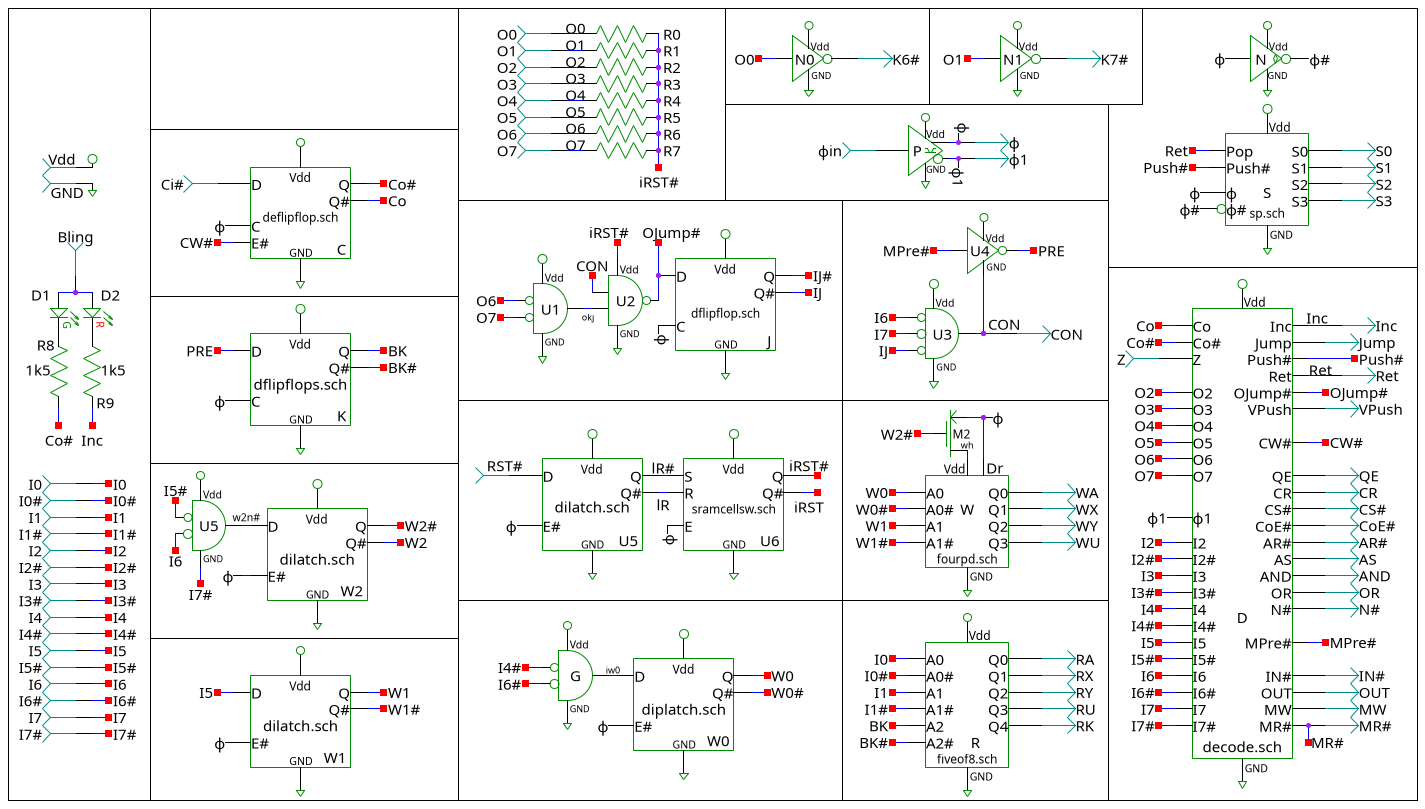 Vdd
GND
Bling
D1
D2
G
R
R8
1k5
1k5
R9
Co#
Inc
I0 I0
I0# I0#
I1 I1
I1# I1#
I2 I2
I2# I2#
I3 I3
I3# I3#
I4 I4
I4# I4#
I5 I5
I5# I5#
I6 I6
I6# I6#
I7 I7
I7# I7#
Vdd
Ci# D Q Co#
Q# Co
deflipflop.sch
ϕ C
CW# E#
GND C
Vdd
PRE D Q BK
Q# BK#
dflipflops.sch
ϕ C
GND K
I5# Vdd
U5 w2n#
I6 GND
I7#
Vdd
D Q W2#
Q# W2
dilatch.sch
ϕ E#
GND W2
Vdd
I5 D Q W1
Q# W1#
dilatch.sch
ϕ E#
GND W1
O0 O0 R0
O1 O1 R1
O2 O2 R2
O3 O3 R3
O4 O4 R4
O5 O5 R5
O6 O6 R6
O7 O7 R7
iRST#
Vdd
O0 N0 K6#
GND
Vdd
O1 N1 K7#
GND
Vdd
ϕin P ϕ ϕ
ϕ1 ϕ1
GND
Vdd
ϕ N ϕ#
GND
Vdd
Ret Pop S0 S0
Push# Push# S1 S1
S2 S2
ϕ ϕ S S3 S3
ϕ# ϕ# sp.sch
GND
iRST# OJump#
CON
Vdd
O6
O7
U1
okj
GND
Vdd
U2
GND
Vdd
D Q IJ#
Q# IJ
dflipflop.sch
ϕ C
GND J
Vdd
MPre# U4 PRE
GND
Vdd
I6
I7
IJ
U3
CON
CON
GND
Vdd
RST# D Q lR#
Q# lR
dilatch.sch
ϕ E#
GND U5
Vdd
S Q iRST#
R Q# iRST
sramcellsw.sch
ϕ E
GND U6
W2# M2
wh
ϕ
Vdd Dr
W0 A0 Q0 WA
W0# A0# W Q1 WX
W1 A1 Q2 WY
W1# A1# Q3 WU
fourpd.sch
GND
Vdd
I4#
I6#
G
iw0
GND
Vdd
D Q W0
Q# W0#
diplatch.sch
ϕ E#
GND W0
Vdd
I0 A0 Q0 RA
I0# A0# Q1 RX
I1 A1 Q2 RY
I1# A1# Q3 RU
BK A2 Q4 RK
BK# A2# R
fiveof8.sch
GND
Vdd
Co Co Inc Inc Inc
Co# Co# Jump Jump
Z Z Push# Push#
Ret Ret Ret
O2 O2 OJump# OJump#
O3 O3 VPush VPush
O4 O4
O5 O5 CW# CW#
O6 O6
O7 O7 QE QE
CR CR
CS# CS#
ϕ1 ϕ1 CoE# CoE#
I2 I2 AR# AR#
I2# I2# AS AS
I3 I3 AND AND
I3# I3# OR OR
I4 I4 N# N#
I4# I4# D
I5 I5 MPre# MPre#
I5# I5#
I6 I6 IN# IN#
I6# I6# OUT OUT
I7 I7 MW MW
I7# I7# MR# MR#
MR#
decode.sch
GND